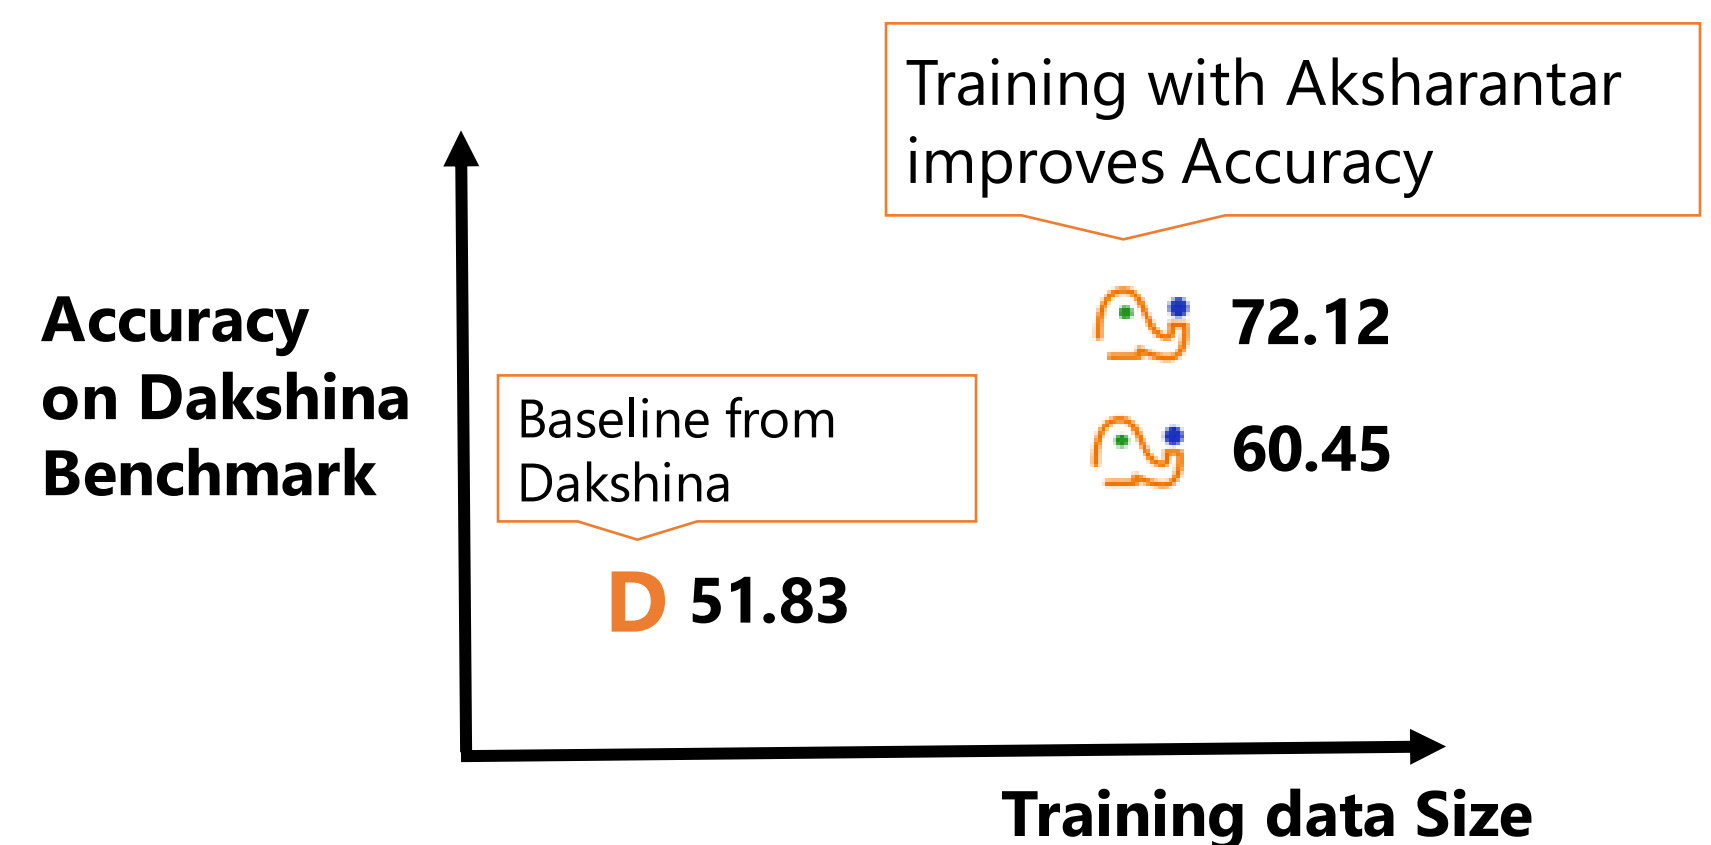 Training with Aksharantar
improves Accuracy
Accuracy
on Dakshina
Benchmark
72.12
60.45
Baseline from
Dakshina
D 51.83
Training data Size